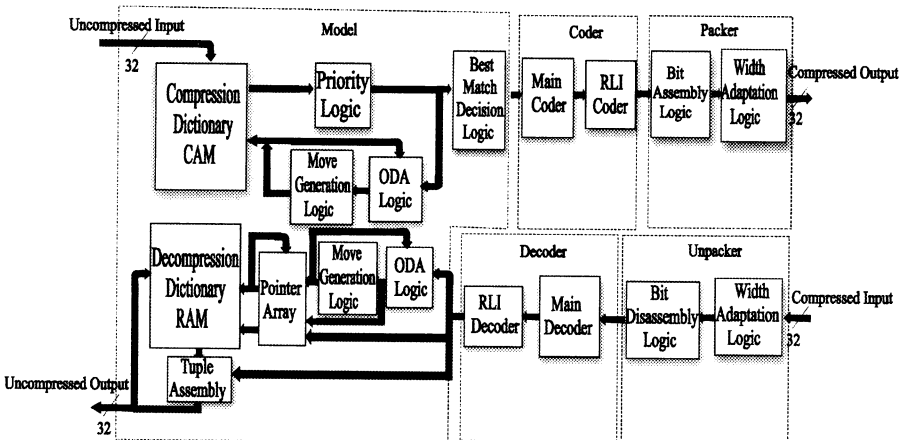 Uncompressed Input
32
Model
Compression
Dictionary
CAM
Priority
Logic
Best
Match
Decision
Logic
Move
Generation
Logic
ODA
Logic
Coder
Main
Coder
RLI
Coder
Packer
Bit
Assembly
Logic
Width
Adaptation
Logic
Compressed Output
32
Decompression
Dictionary
RAM
Pointer
Array
Move
Generation
Logic
ODA
Logic
Tuple
Assembly
Uncompressed Output
32
Decoder
RLI
Decoder
Main
Decoder
Unpacker
Bit
Disassembly
Logic
Width
Adaptation
Logic
Compressed Input
32